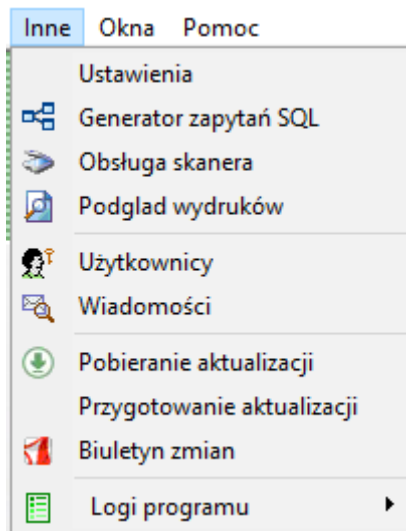 Inne Okna Pomoc
Ustawienia
Generator zapytań SQL
Obsługa skanera
Podglad wydruków
Użytkownicy
Wiadomości
Pobieranie aktualizacji
Przygotowanie aktualizacji
Biuletyn zmian
Logi programu